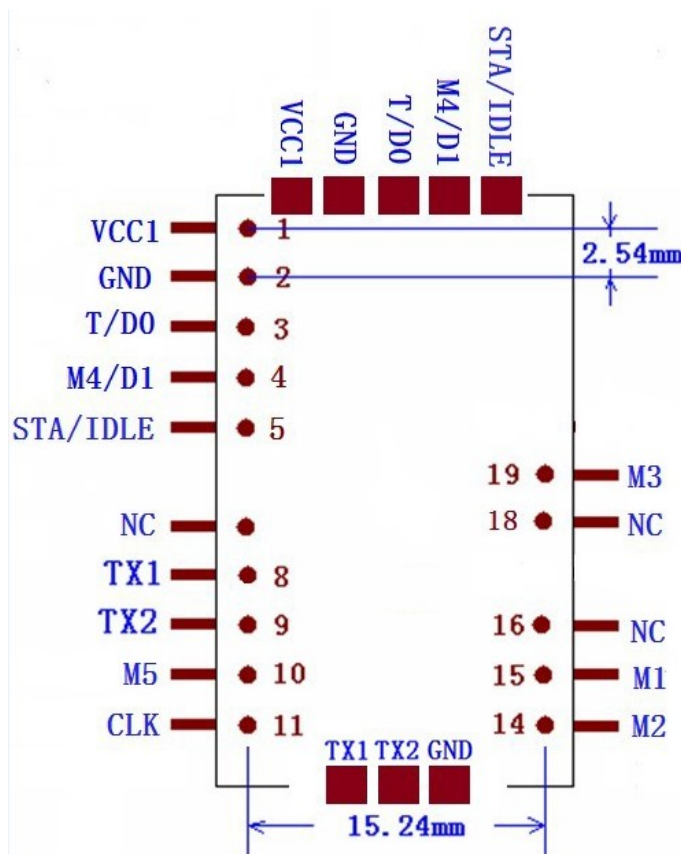 VCC1
GND
T/D0
M4/D1
STA/IDLE
VCC1 1
2.54mm
GND 2
T/D0 3
M4/D1 4
STA/IDLE 5
19 M3
NC 18 NC
TX1 8
TX2 9 16 NC
M5 10 15 M1
CLK 11 14 M2
TX1 TX2 GND
15.24mm